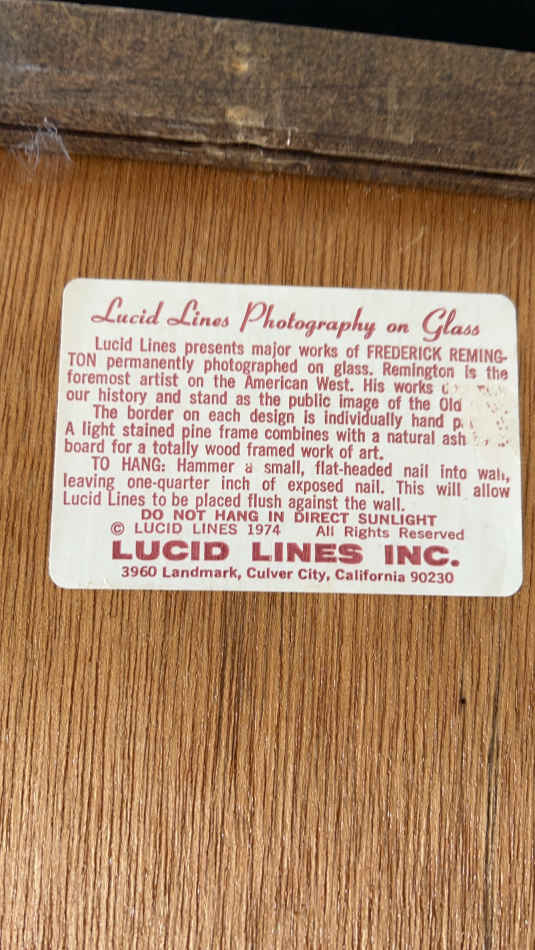 Lucid Lines Photography on Glass
Lucid Lines presents major works of FREDERICK REMING-
TON permanently photographed on glass. Remington is the
foremost artist on the American West. His works
our history and stand as the public image of the Old
The border on each design is individually hand
A light stained pine frame combines with a natural ash
board for a totally wood framed work of art.
TO HANG: Hammer a small, flat-headed nail into wall,
leaving one-quarter inch of exposed nail. This will allow
Lucid Lines to be placed flush against the wall.
DO NOT HANG IN DIRECT SUNLIGHT
© LUCID LINES 1974 All Rights Reserved
LUCID LINES INC.
3960 Landmark, Culver City, California 90230